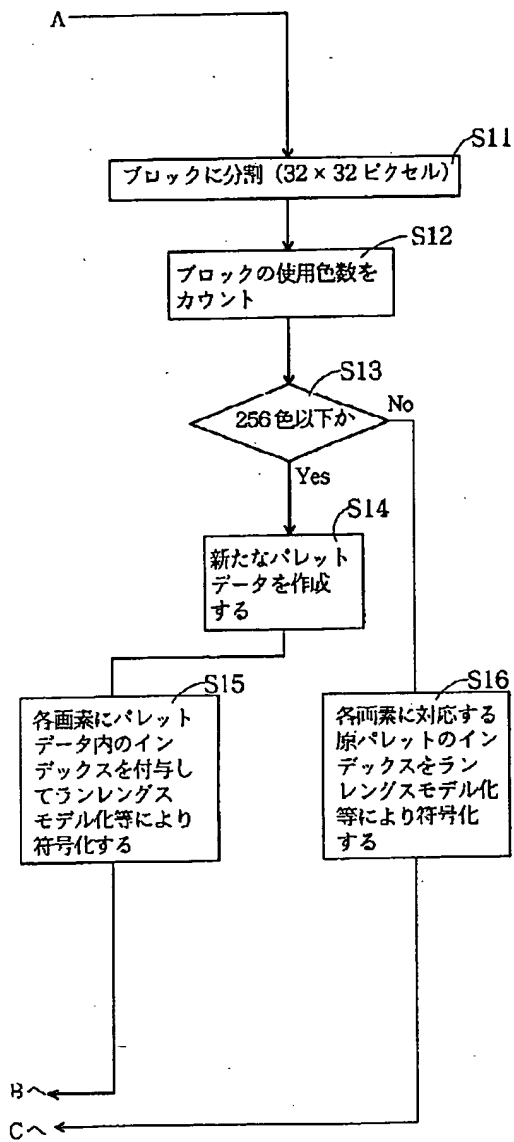 A
S11
ブロックに分割(32×32ピクセル)
S12
ブロックの使用色数を
カウント
S13
256色以下か
No
Yes
S14
新たなパレット
データを作成
する
S15
各画素にパレット
データ内のイン
デックスを付与し
てランレングス
モデル化等により
符号化する
S16
各画素に対応する
原パレットのイン
デックスをラン
レングスモデル化
等により符号化
する
Bへ
Cへ